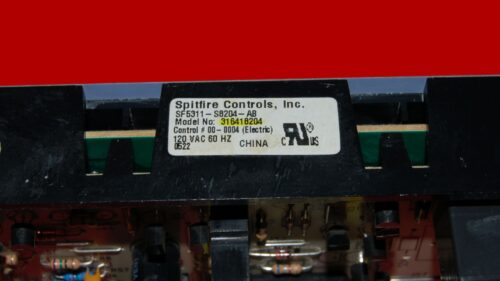 Spitfire Controls, Inc.
SF5311-S8204-AB
Model No: 316418204
Control # 00-0004 (Electric)
120 VAC 60 HZ
0522 CHINA
C US